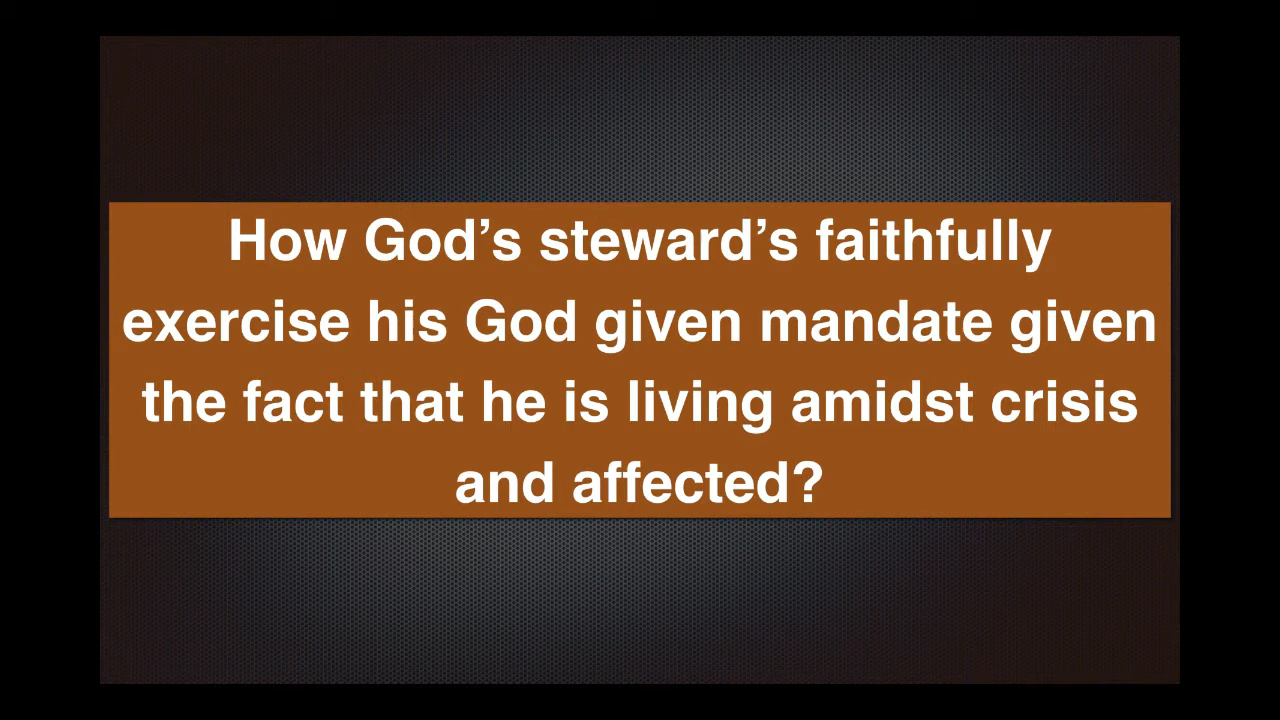 How God’s steward’s faithfully
exercise his God given mandate given
the fact that he is living amidst crisis
and affected?